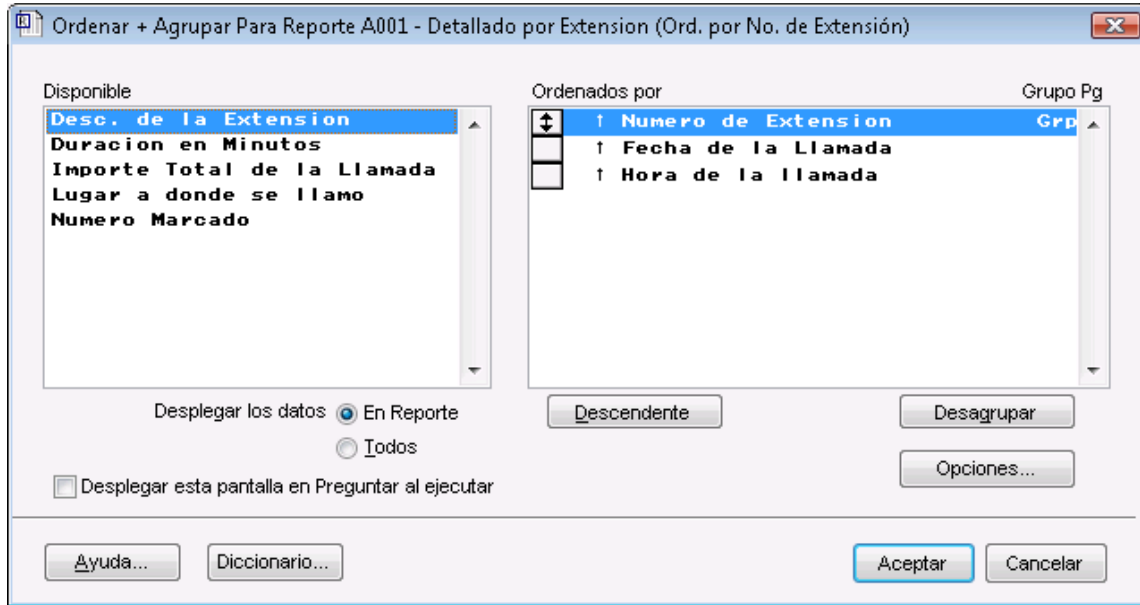 Ordenar + Agrupar Para Reporte A001 - Detallado por Extension (Ord. por No. de Extensión)
Disponible
Desc. de la Extension
Duracion en Minutos
Importe Total de la Llamada
Lugar a donde se llamo
Numero Marcado
Ordenados por Grupo Pg
↑ Numero de Extension Grp
↑ Fecha de la Llamada
↑ Hora de la llamada
Desplegar los datos En Reporte
Todos
Desplegar esta pantalla en Preguntar al ejecutar
Descendente
Desagrupar
Opciones...
Ayuda...
Diccionario...
Aceptar
Cancelar